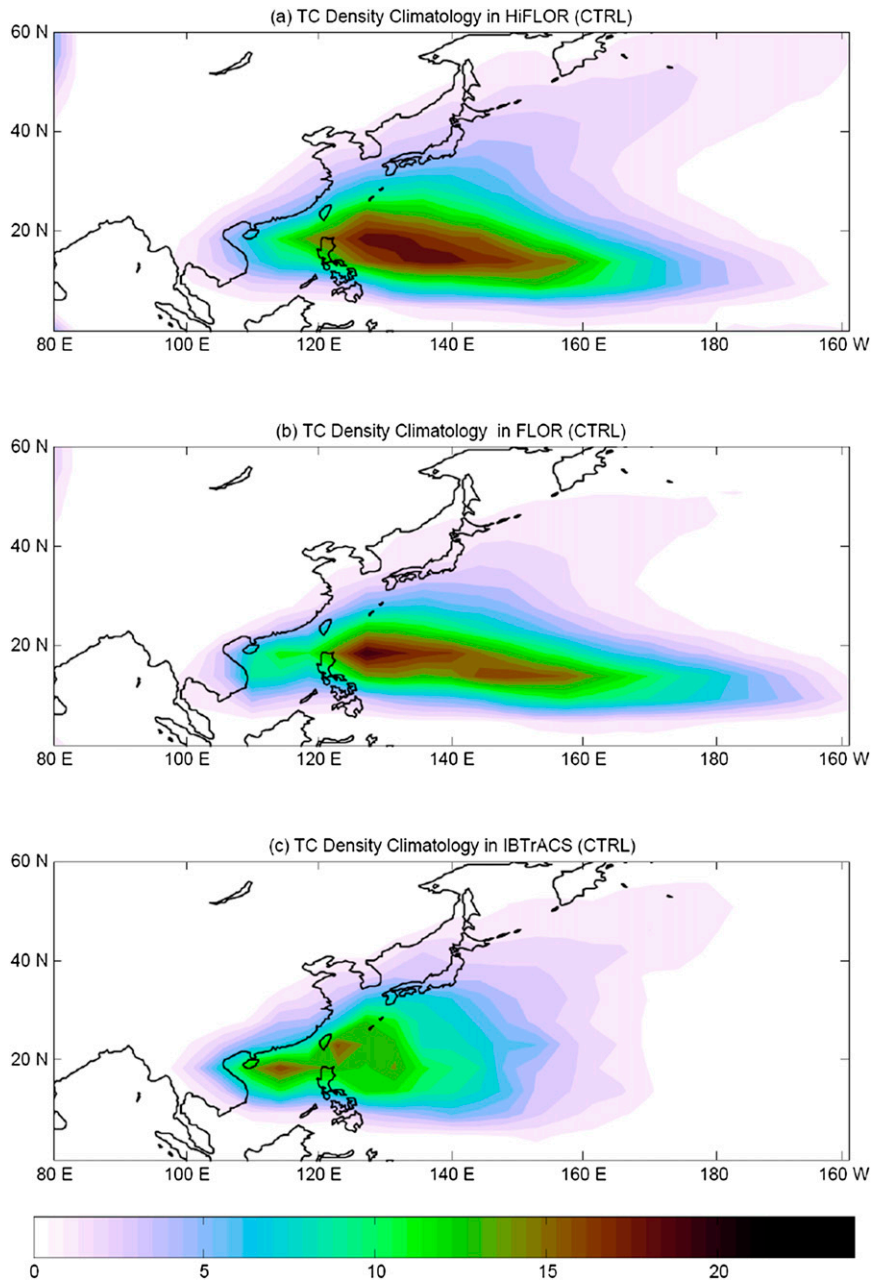 (a) TC Density Climatology in HiFLOR (CTRL)
60 N
40 N
20 N
80 E 100 E 120 E 140 E 160 E 180 160 W
(b) TC Density Climatology in FLOR (CTRL)
60 N
40 N
20 N
80 E 100 E 120 E 140 E 160 E 180 160 W
(c) TC Density Climatology in IBTrACS (CTRL)
60 N
40 N
20 N
80 E 100 E 120 E 140 E 160 E 180 160 W
0 5 10 15 20